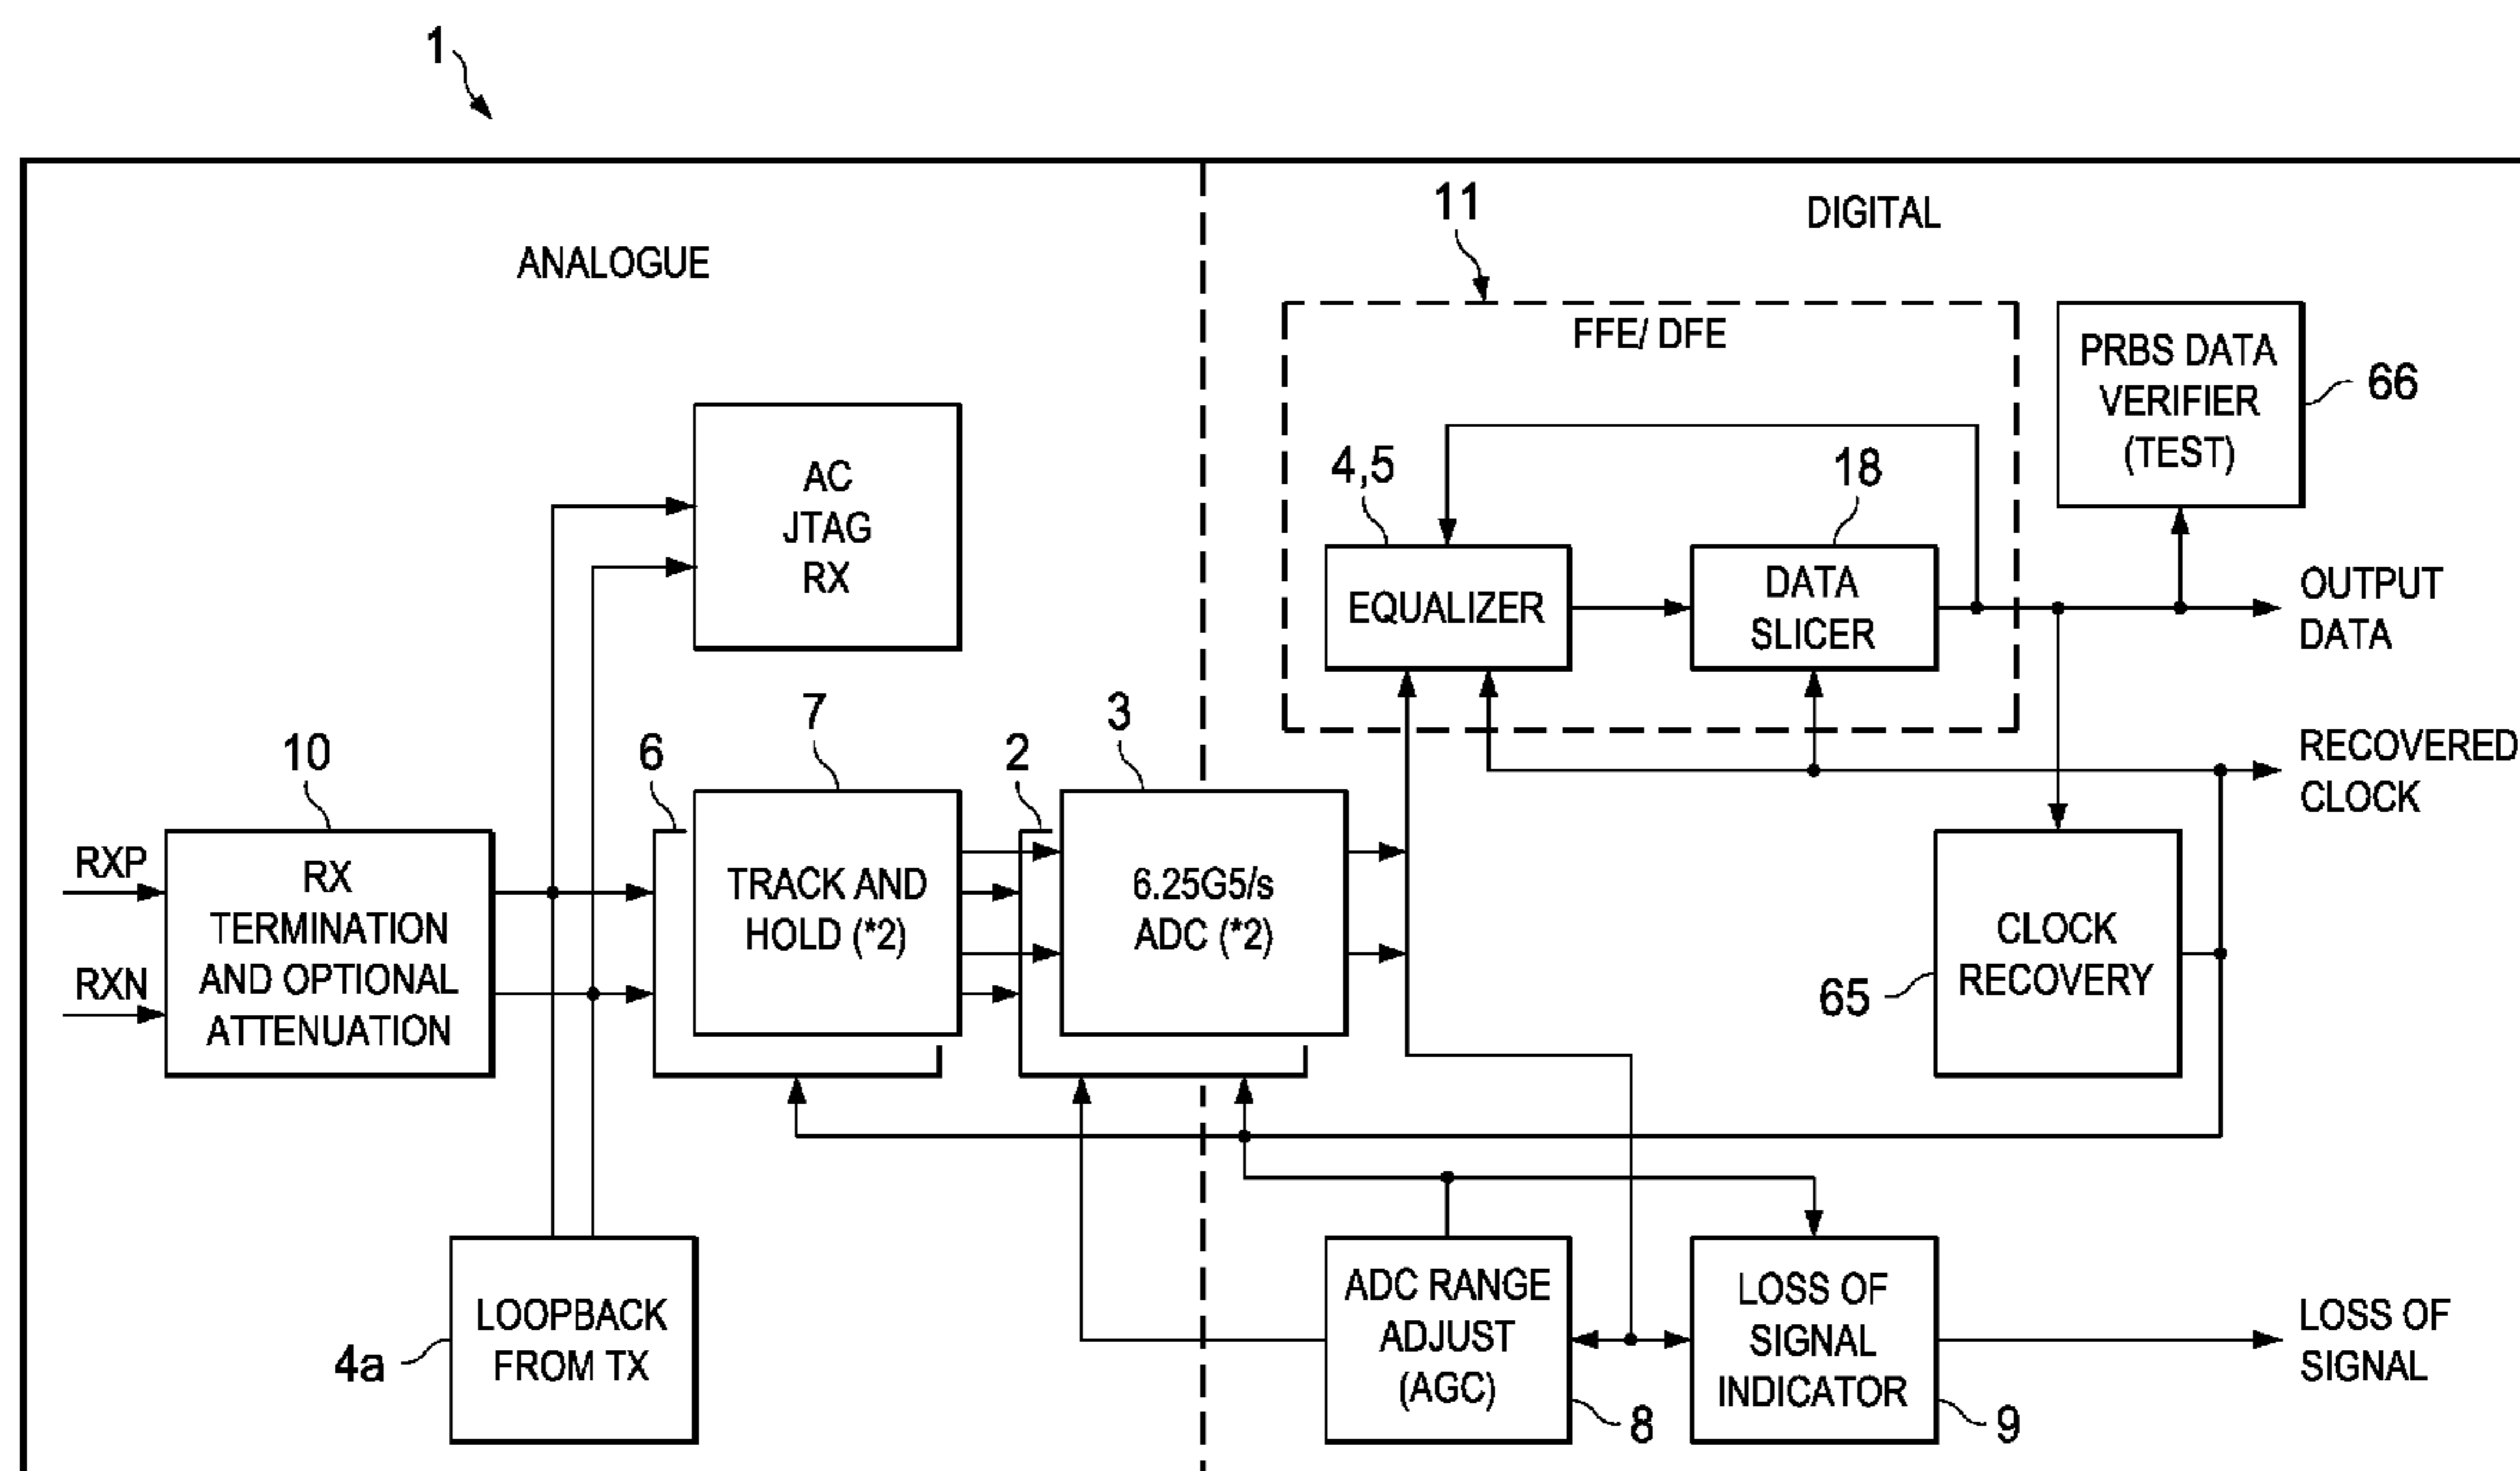 1
ANALOGUE
DIGITAL
11
FFE/ DFE
PRBS DATA
VERIFIER
(TEST)
66
AC
JTAG
RX
4,5
EQUALIZER
18
DATA
SLICER
OUTPUT
DATA
RECOVERED
CLOCK
10
RXP
RXN
RX
TERMINATION
AND OPTIONAL
ATTENUATION
6
7
TRACK AND
HOLD (*2)
2
3
6.25G5/s
ADC (*2)
CLOCK
RECOVERY
65
LOOPBACK
FROM TX
4a
ADC RANGE
ADJUST
(AGC)
8
LOSS OF
SIGNAL
INDICATOR
9
LOSS OF
SIGNAL